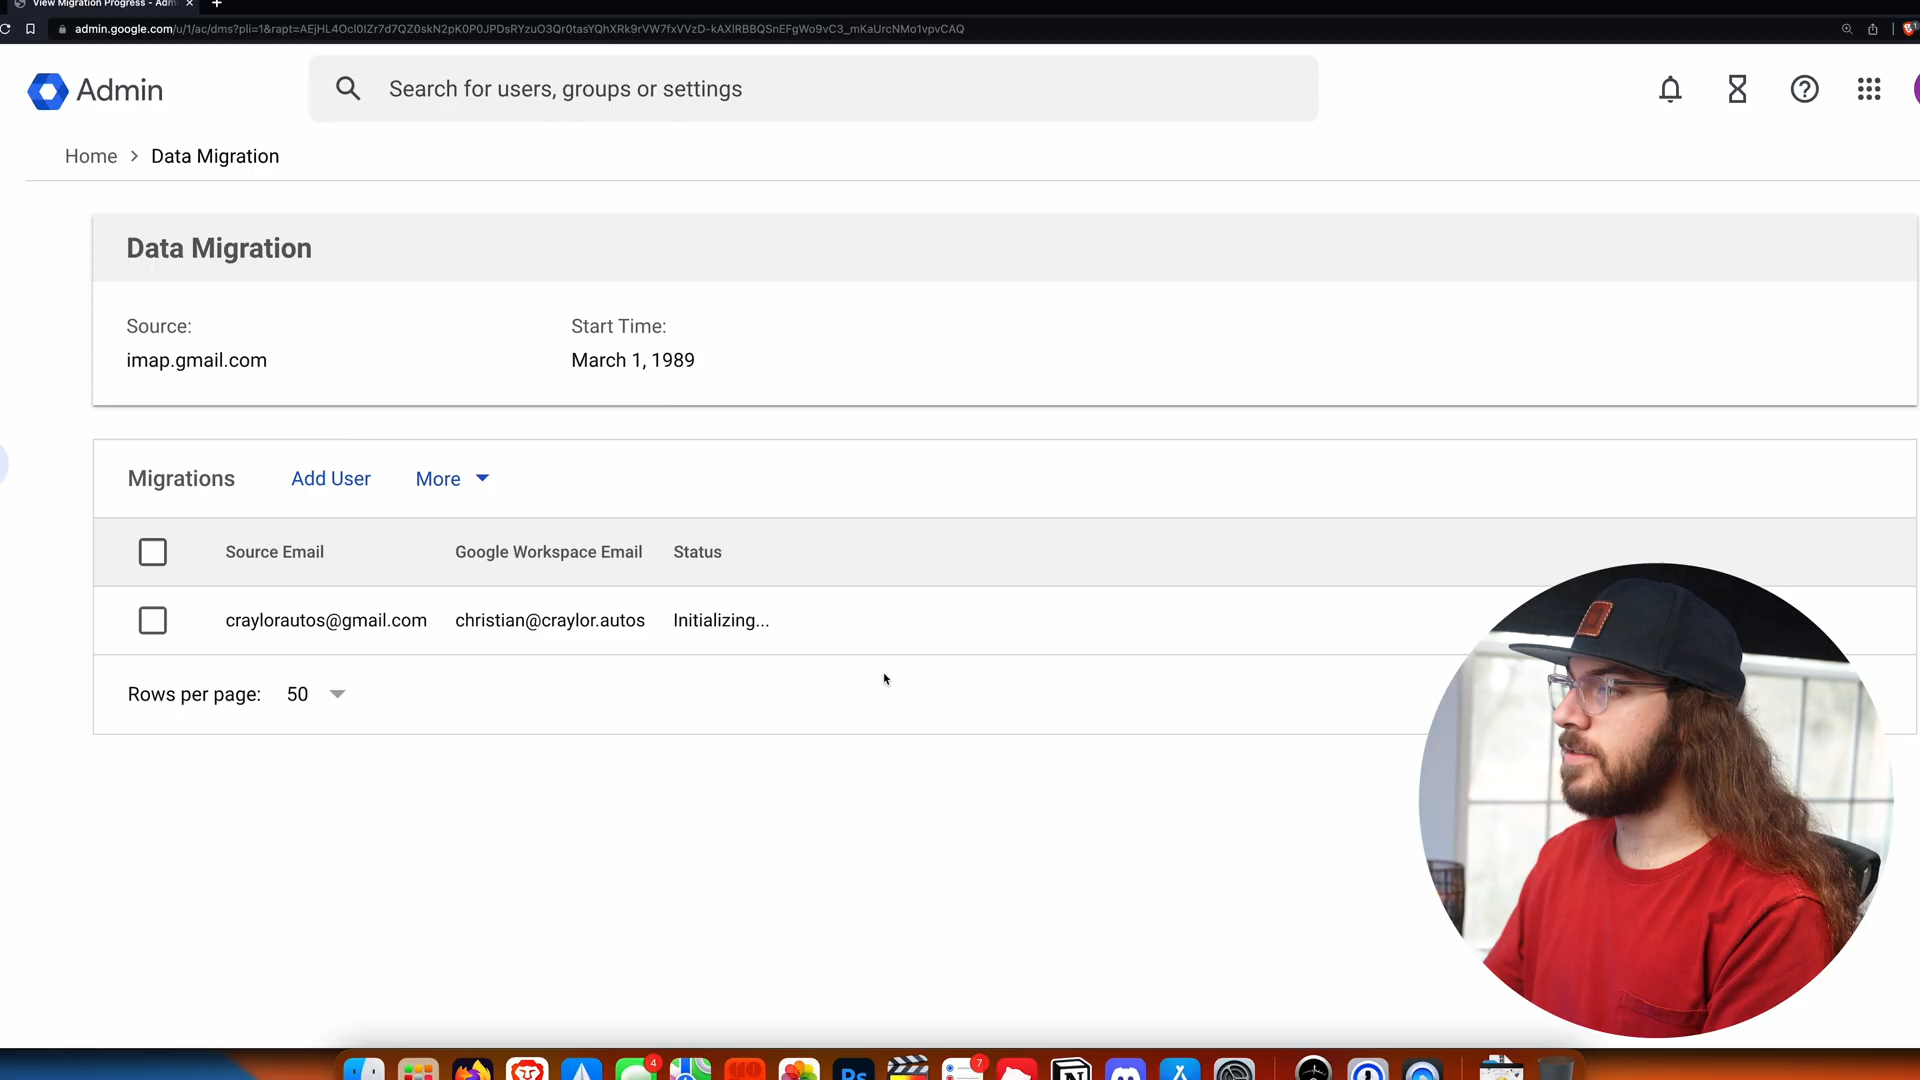 View Migration Progress - Adm
admin.google.com/u/1/ac/dms?pli=1&rapt=AEjHL4Ocl0IZr7d7QZ0skN2pK0P0JPDsRYzuO3Qr0tasYQhXRk9rVW7fxVVzD-kAXlRBBQSnEFgWo9vC3_mKaUrcNMo1vpvCAQ
Admin
Search for users, groups or settings
Home > Data Migration
Data Migration
Source: Start Time:
imap.gmail.com March 1, 1989
Migrations Add User More
Source Email Google Workspace Email Status
craylorautos@gmail.com christian@craylor.autos Initializing...
Rows per page: 50
4
7
Ps